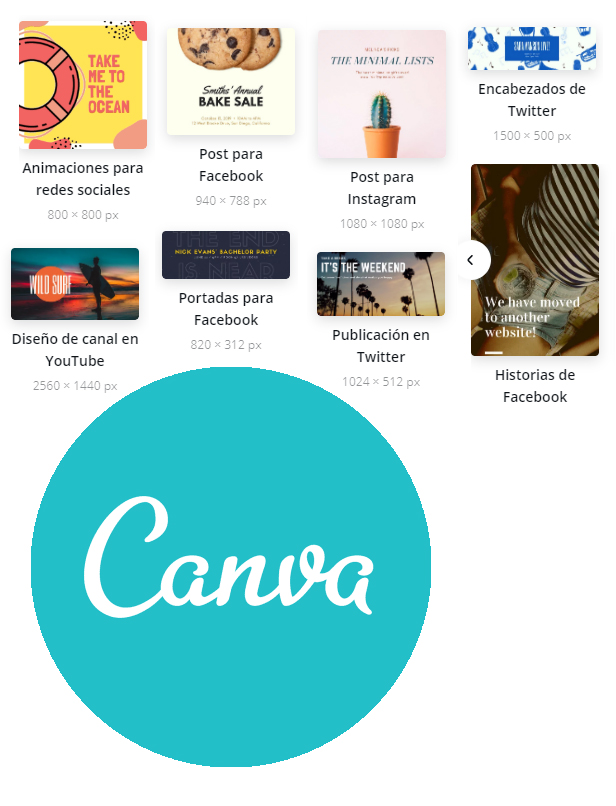 TAKE
ME TO
THE
OCEAN
Animaciones para
redes sociales
800 × 800 px
Smiths' Annual
BAKE SALE
Post para
Facebook
940 × 788 px
THE MINIMAL LISTS
Post para
Instagram
1080 × 1080 px
Encabezados de
Twitter
1500 × 500 px
WILD SURF
Diseño de canal en
YouTube
2560 × 1440 px
THE END
NICK EVANS' BACHELOR PARTY
IS NEAR
Portadas para
Facebook
820 × 312 px
IT'S THE WEEKEND
Publicación en
Twitter
1024 × 512 px
We have moved
to another
website!
Historias de
Facebook
Canva